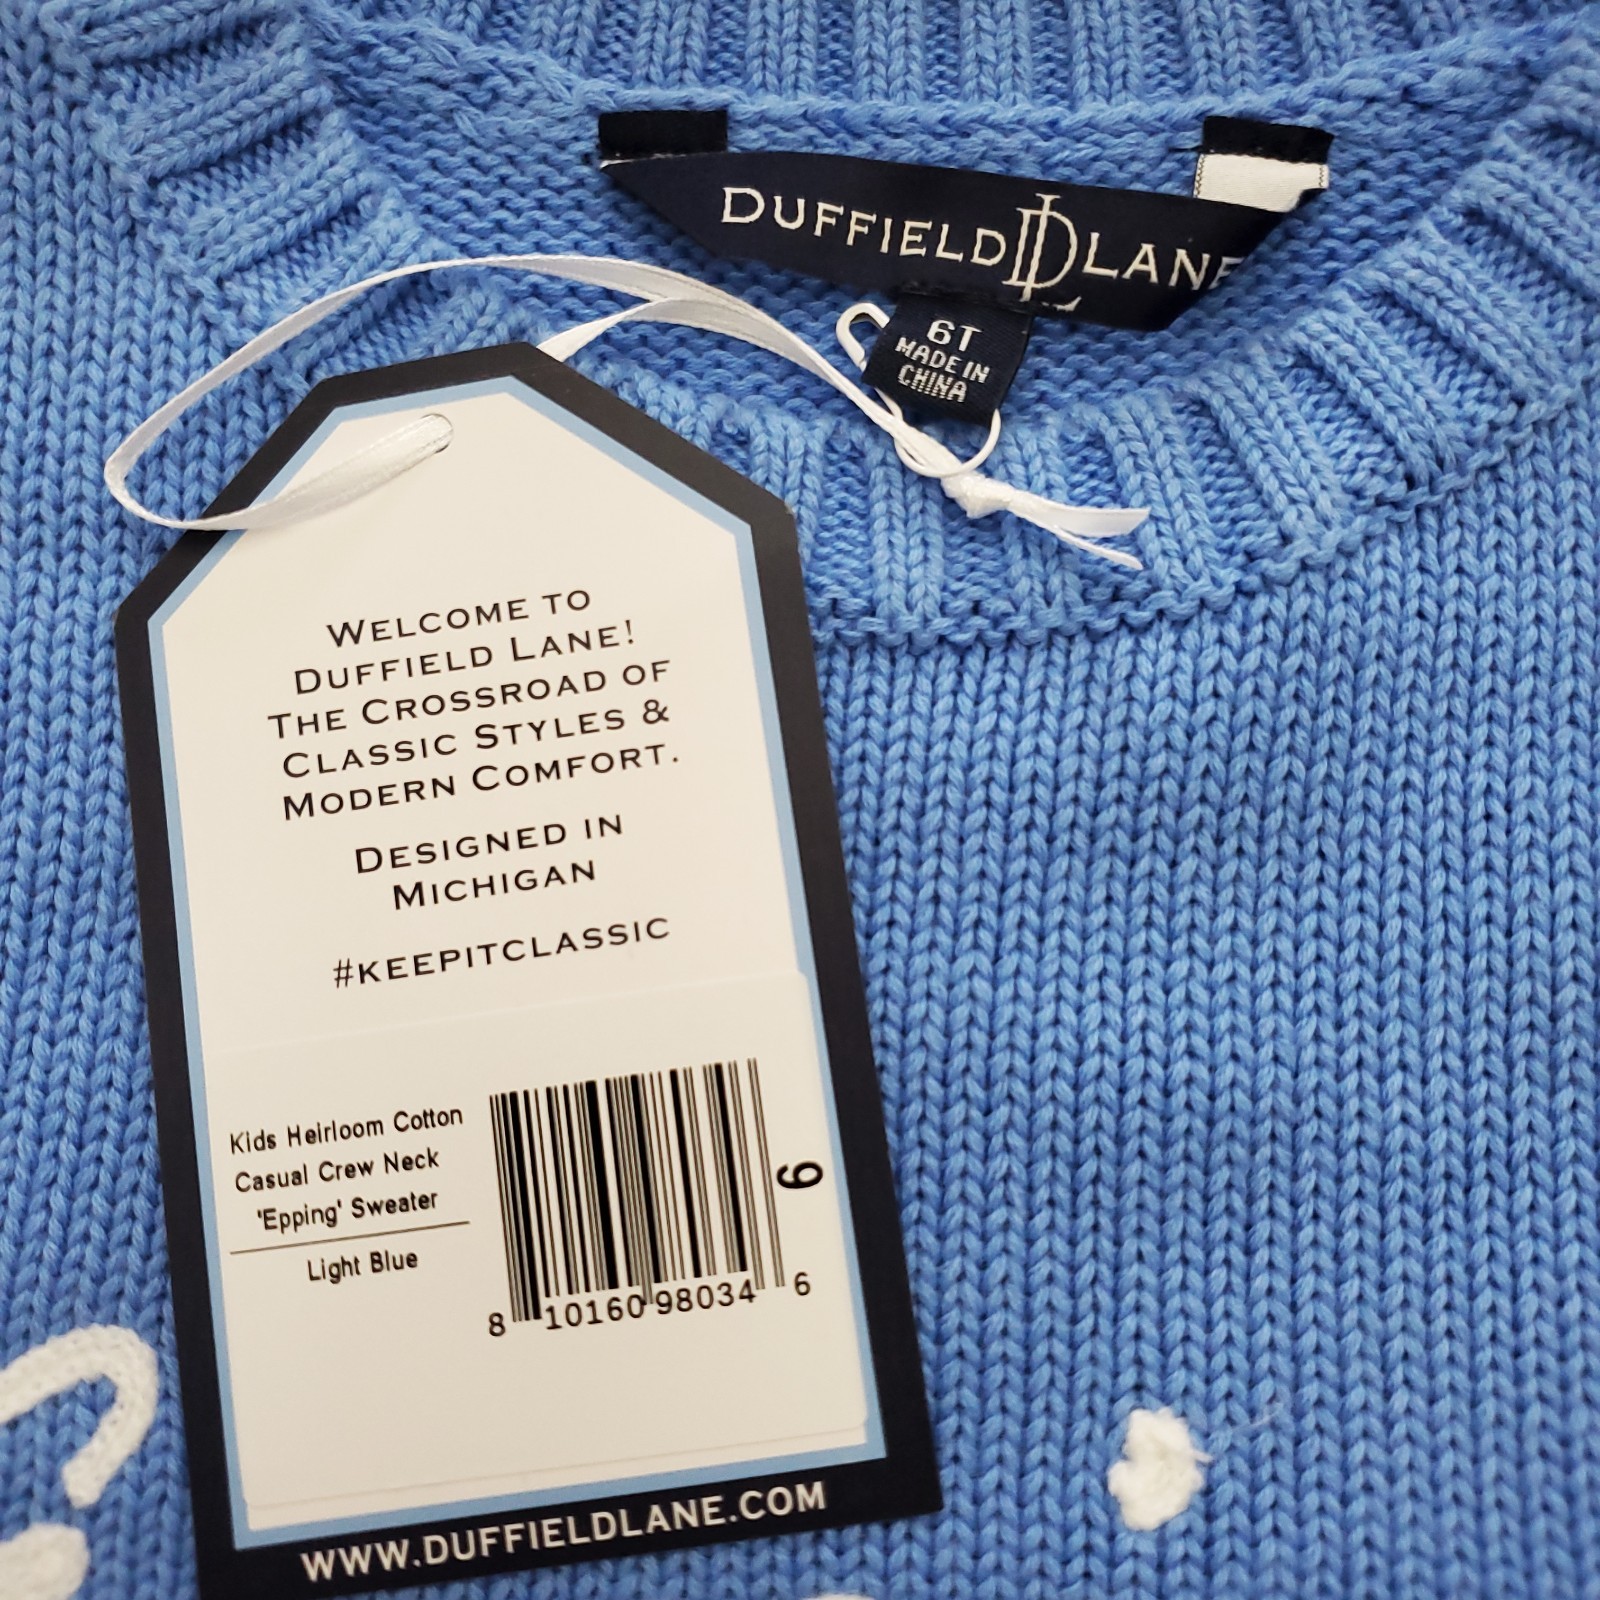 DUFFIELD DL LANE
6T
MADE IN
CHINA
WELCOME TO
DUFFIELD LANE!
THE CROSSROAD OF
CLASSIC STYLES &
MODERN COMFORT.
DESIGNED IN
MICHIGAN
#KEEPITCLASSIC
Kids Heirloom Cotton
Casual Crew Neck
'Epping' Sweater
Light Blue
6
8 10160 98034 6
WWW.DUFFIELDLANE.COM